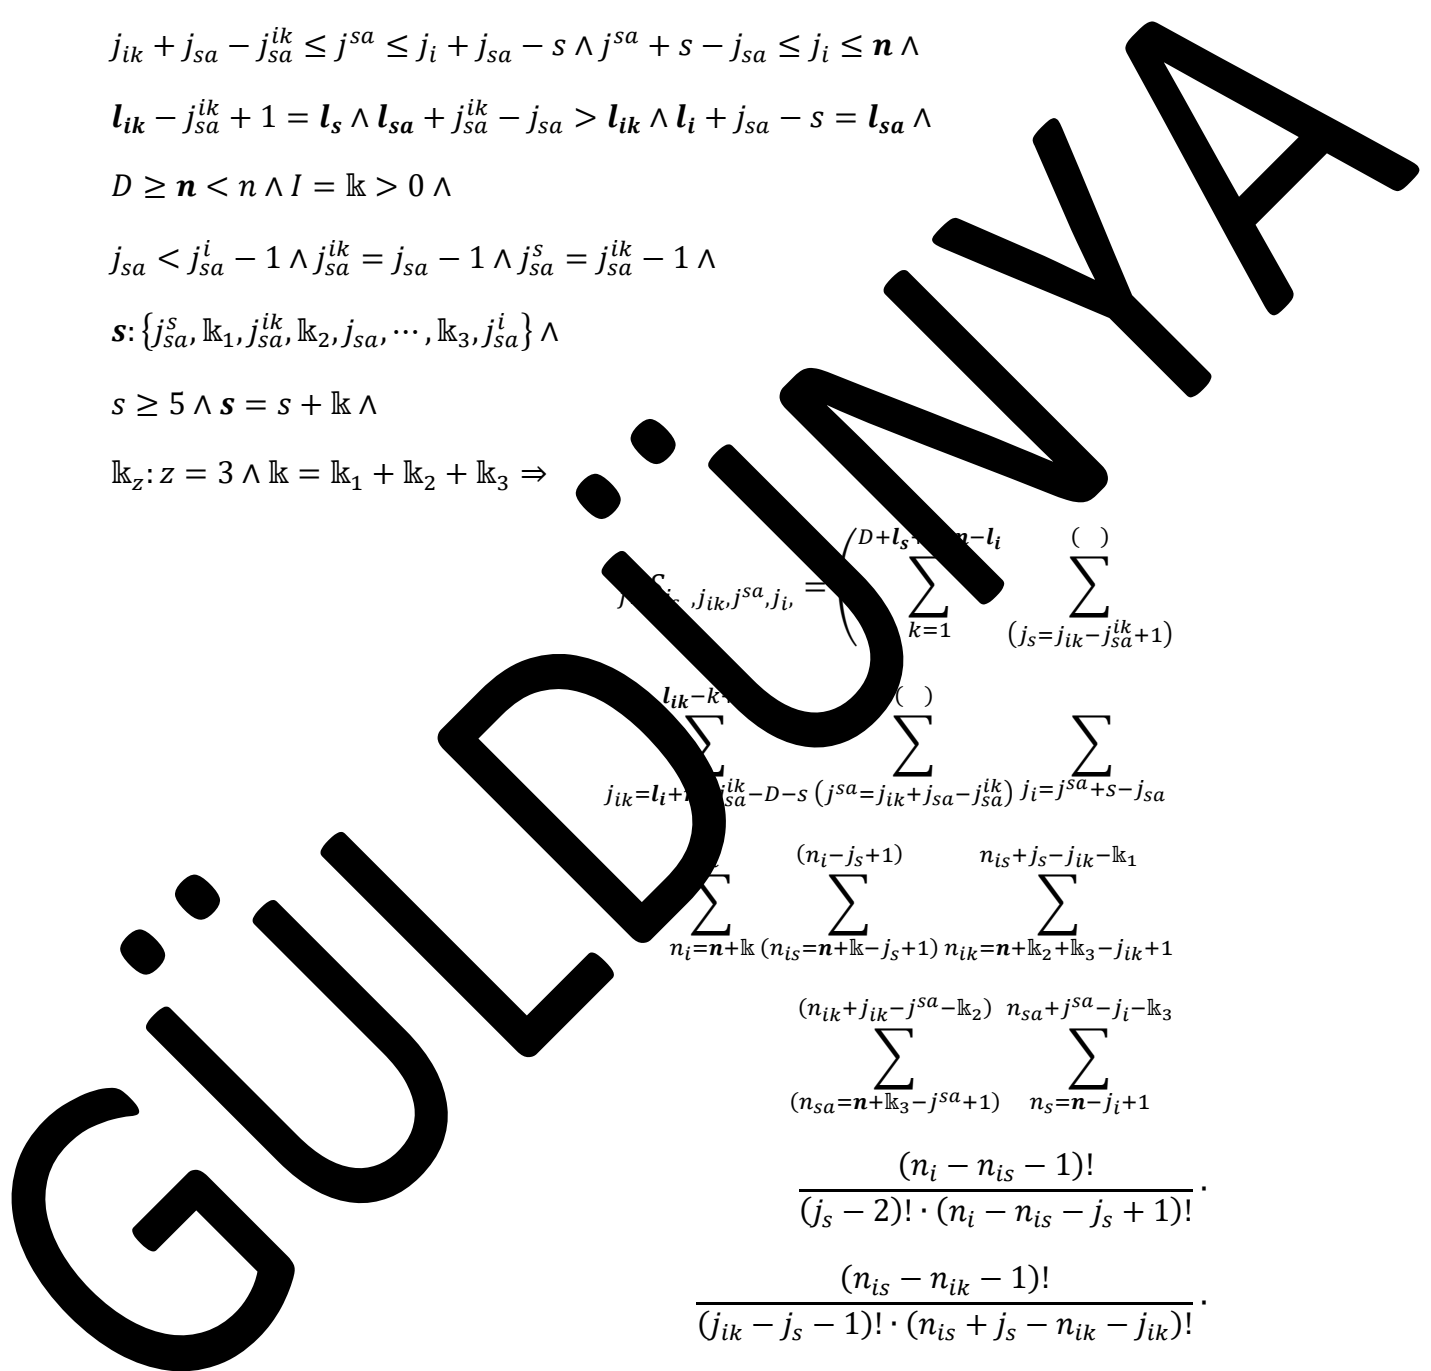 j_{ik} + j_{sa} − j_{sa}^{ik} ≤ j^{sa} ≤ j_i + j_{sa} − s ∧ j^{sa} + s − j_{sa} ≤ j_i ≤ n ∧
l_{ik} − j_{sa}^{ik} + 1 = l_s ∧ l_{sa} + j_{sa}^{ik} − j_{sa} > l_{ik} ∧ l_i + j_{sa} − s = l_{sa} ∧
D ≥ n < n ∧ I = 𝕜 > 0 ∧
j_{sa} < j_{sa}^{i} − 1 ∧ j_{sa}^{ik} = j_{sa} − 1 ∧ j_{sa}^{s} = j_{sa}^{ik} − 1 ∧
s: {j_{sa}^{s}, 𝕜_1, j_{sa}^{ik}, 𝕜_2, j_{sa}, ⋯ , 𝕜_3, j_{sa}^{i}} ∧
s ≥ 5 ∧ s = s + 𝕜 ∧
𝕜_z: z = 3 ∧ 𝕜 = 𝕜_1 + 𝕜_2 + 𝕜_3 ⇒
,j_{ik},j^{sa},j_i, = ( ∑_{k=1} ∑_{(j_s=j_{ik}−j_{sa}^{ik}+1)}^{( )}
∑ ∑_{(j^{sa}=j_{ik}+j_{sa}−j_{sa}^{ik})}^{( )} ∑_{j_i=j^{sa}+s−j_{sa}}
∑_{n_i=n+𝕜} ∑_{(n_{is}=n+𝕜−j_s+1)}^{(n_i−j_s+1)} ∑_{n_{ik}=n+𝕜_2+𝕜_3−j_{ik}+1}^{n_{is}+j_s−j_{ik}−𝕜_1}
∑_{(n_{sa}=n+𝕜_3−j^{sa}+1)}^{(n_{ik}+j_{ik}−j^{sa}−𝕜_2)} ∑_{n_s=n−j_i+1}^{n_{sa}+j^{sa}−j_i−𝕜_3}
(n_i − n_{is} − 1)!
(j_s − 2)! · (n_i − n_{is} − j_s + 1)! ·
(n_{is} − n_{ik} − 1)!
(j_{ik} − j_s − 1)! · (n_{is} + j_s − n_{ik} − j_{ik})! ·
GÜLDÜNYA